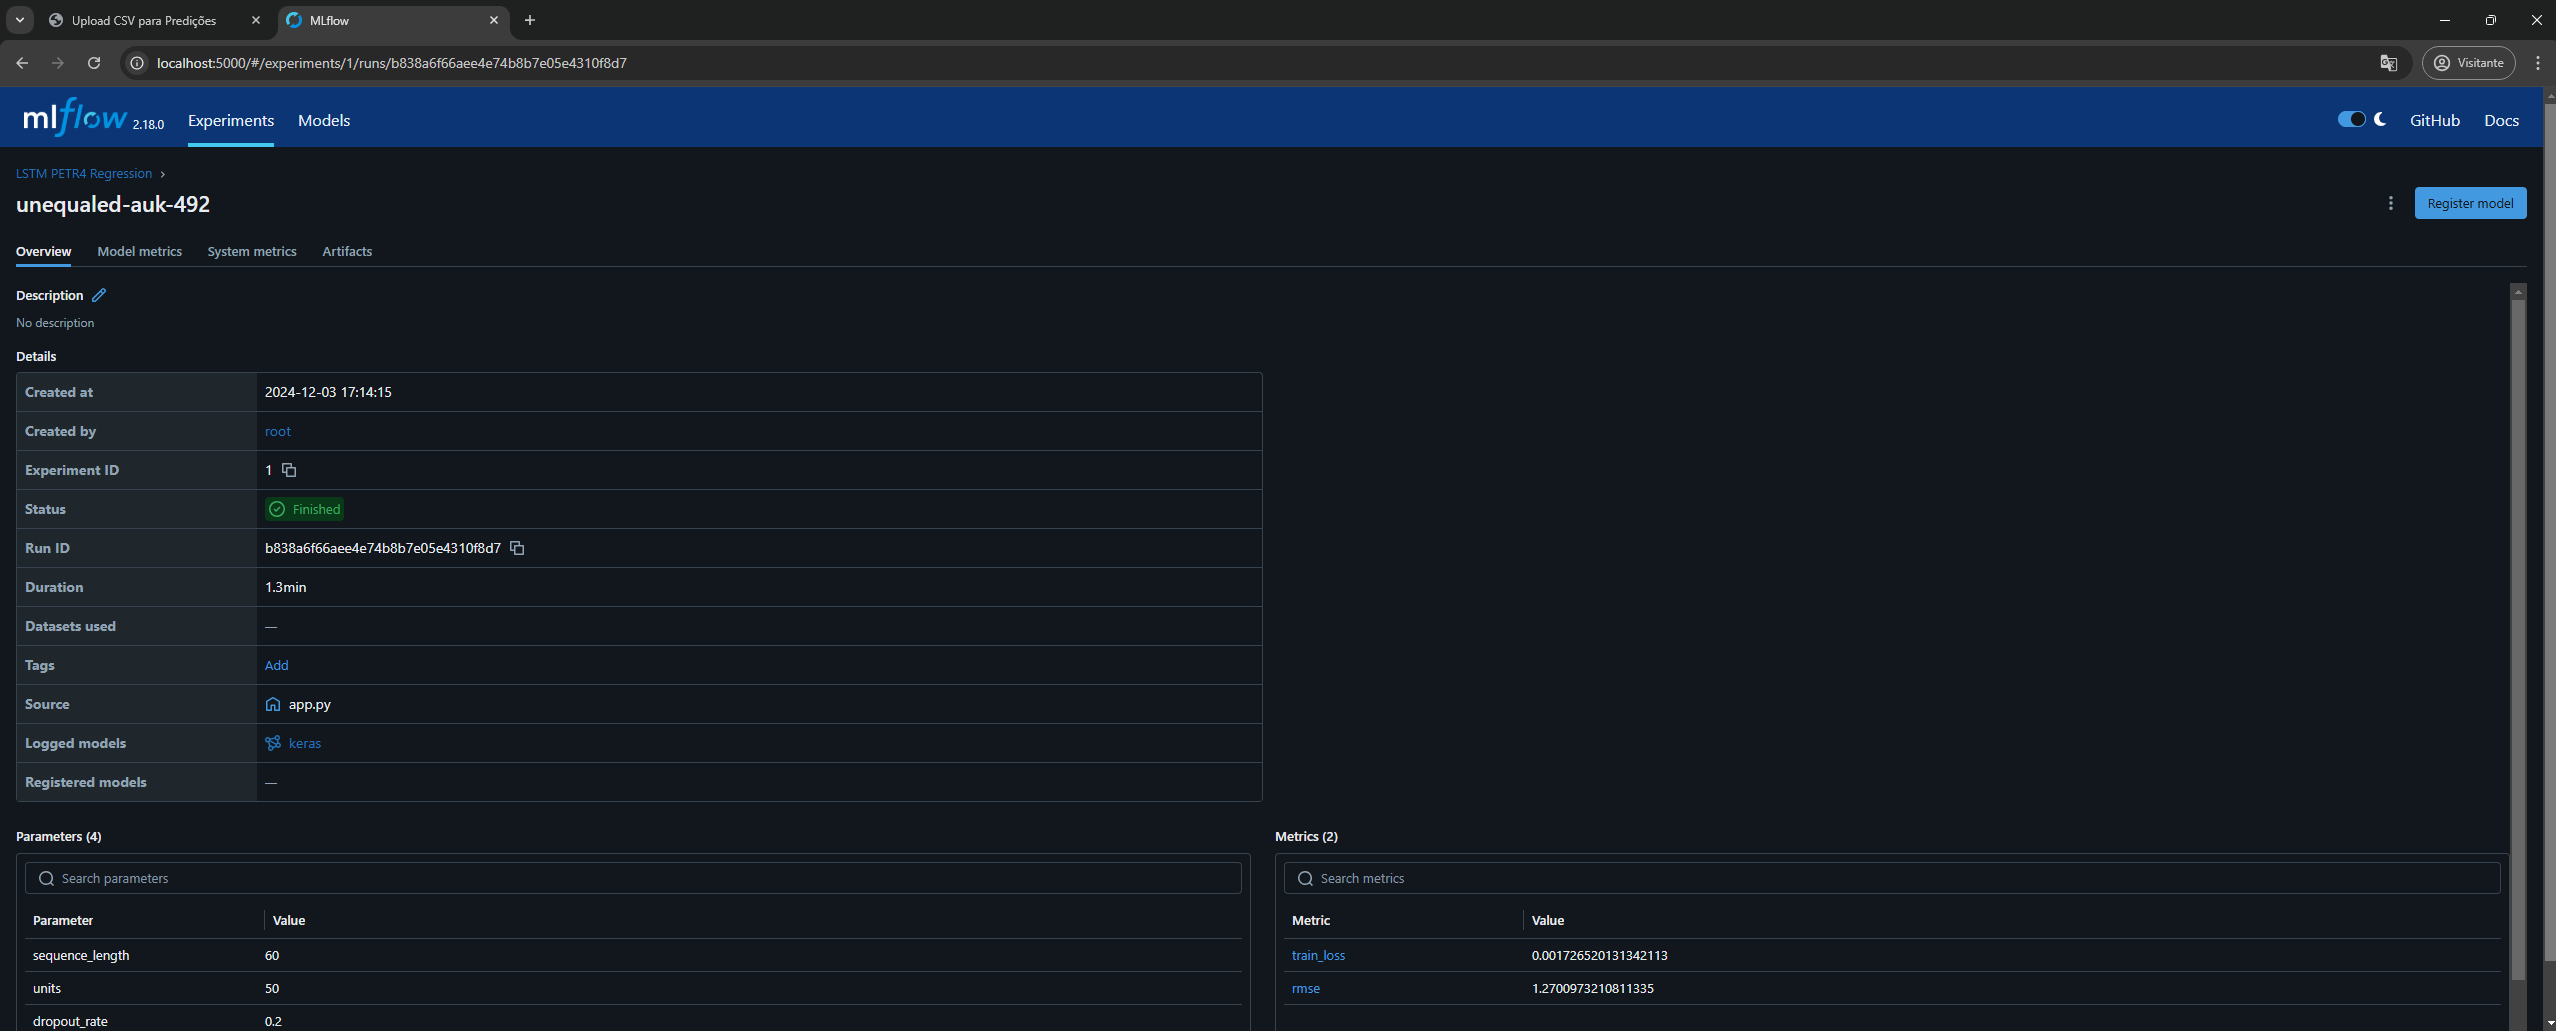 Upload CSV para Predições
MLflow
localhost:5000/#/experiments/1/runs/b838a6f66aee4e74b8b7e05e4310f8d7
Visitante
mlflow 2.18.0
Experiments
Models
GitHub
Docs
LSTM PETR4 Regression
unequaled-auk-492
Register model
Overview
Model metrics
System metrics
Artifacts
Description
No description
Details
Created at 2024-12-03 17:14:15
Created by root
Experiment ID 1
Status Finished
Run ID b838a6f66aee4e74b8b7e05e4310f8d7
Duration 1.3min
Datasets used —
Tags Add
Source app.py
Logged models keras
Registered models —
Parameters (4)
Search parameters
Parameter Value
sequence_length 60
units 50
dropout_rate 0.2
Metrics (2)
Search metrics
Metric Value
train_loss 0.001726520131342113
rmse 1.2700973210811335